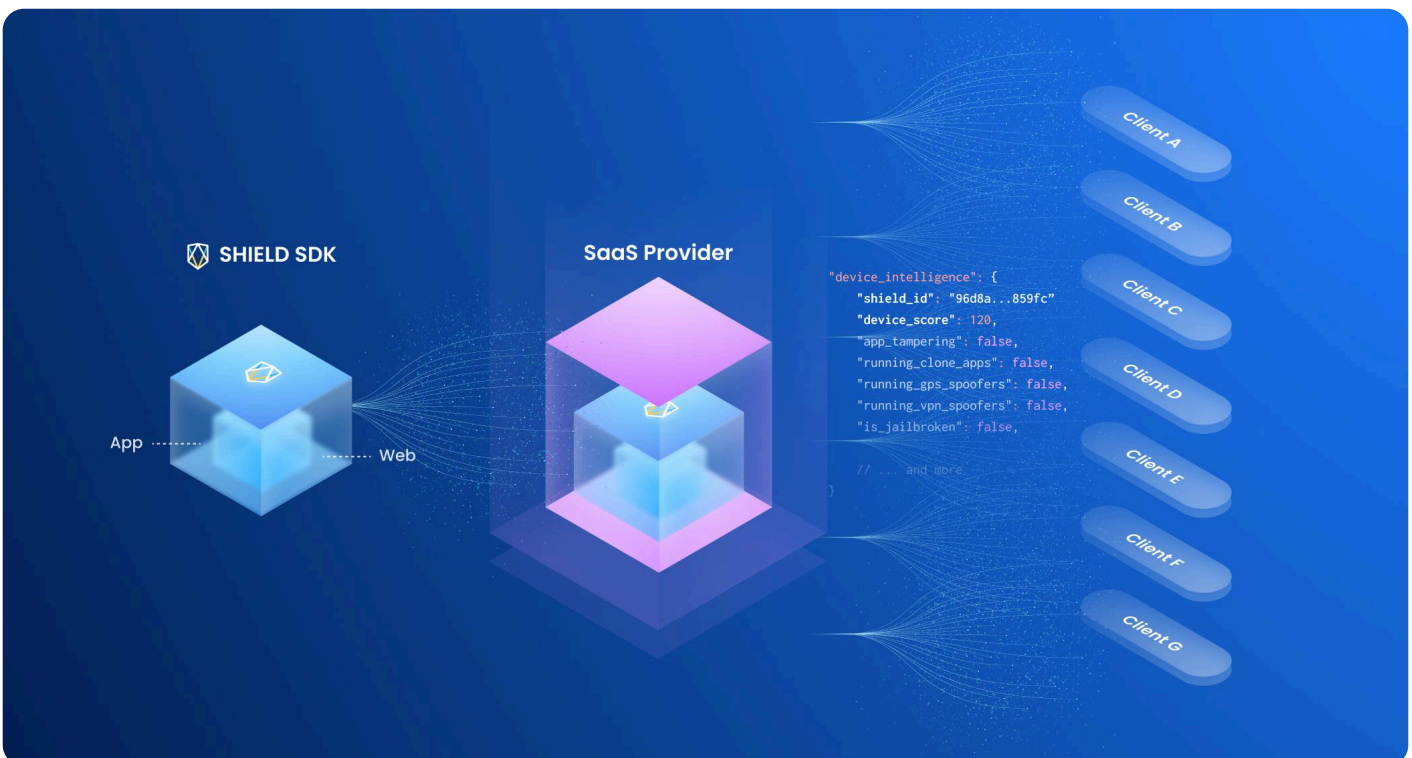 SHIELD SDK
App
Web
SaaS Provider
"device_intelligence": {
"shield_id": "96d8a...859fc”
"device_score": 120,
"app_tampering": false,
"running_clone_apps": false,
"running_gps_spoofers": false,
"running_vpn_spoofers": false,
"is_jailbroken": false,
// ... and more
}
Client A
Client B
Client C
Client D
Client E
Client F
Client G